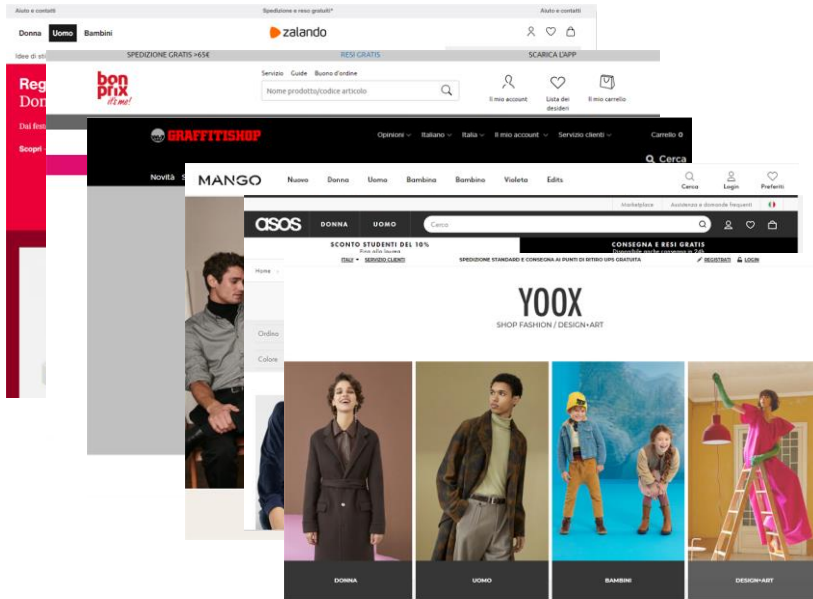 Aiuto e contatti Spedizione e reso gratuiti* Aiuto e contatti
Donna Uomo Bambini zalando
Idee di sti
Reg
Don
Dai fest
Scopri
SPEDIZIONE GRATIS >65€ RESI GRATIS SCARICA L'APP
bon
prix
it's me!
Servizio Guide Buono d'ordine
Nome prodotto/codice articolo
Il mio account Lista dei Il mio carrello
desideri
GRAFFITISHOP Opinioni Italiano Italia Il mio account Servizio clienti Carrello 0
Cerca
Novità S
MANGO Nuovo Donna Uomo Bambina Bambino Violeta Edits Cerca Login Preferiti
Marketplace Assistenza e domande frequenti
asos DONNA UOMO Cerca
SCONTO STUDENTI DEL 10% CONSEGNA E RESI GRATIS
Home
Ordina
Colore
ITALY SERVIZIO CLIENTI SPEDIZIONE STANDARD E CONSEGNA AI PUNTI DI RITIRO UPS GRATUITA REGISTRATI LOGIN
YOOX
SHOP FASHION / DESIGN+ART
DONNA UOMO BAMBINI DESIGN+ART